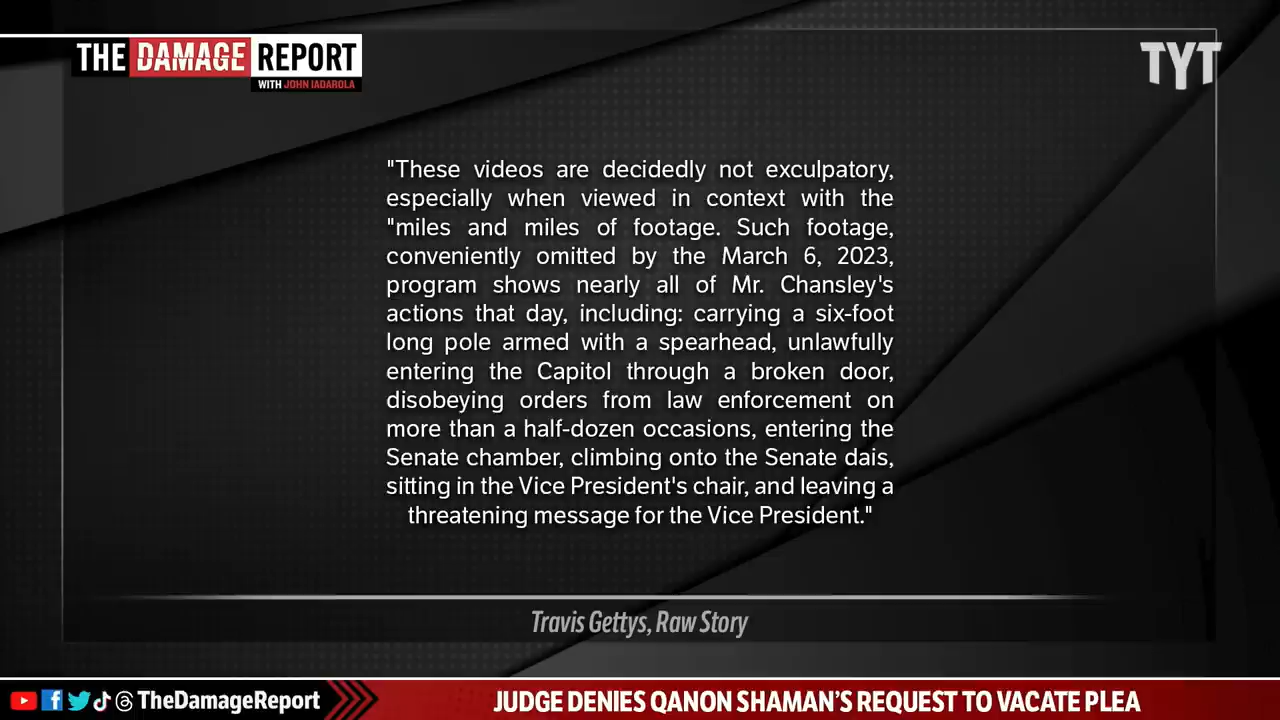 THE DAMAGE REPORT
WITH JOHN IADAROLA
TYT
"These videos are decidedly not exculpatory,
especially when viewed in context with the
"miles and miles of footage. Such footage,
conveniently omitted by the March 6, 2023,
program shows nearly all of Mr. Chansley's
actions that day, including: carrying a six-foot
long pole armed with a spearhead, unlawfully
entering the Capitol through a broken door,
disobeying orders from law enforcement on
more than a half-dozen occasions, entering the
Senate chamber, climbing onto the Senate dais,
sitting in the Vice President's chair, and leaving a
threatening message for the Vice President."
Travis Gettys, Raw Story
TheDamageReport
JUDGE DENIES QANON SHAMAN'S REQUEST TO VACATE PLEA